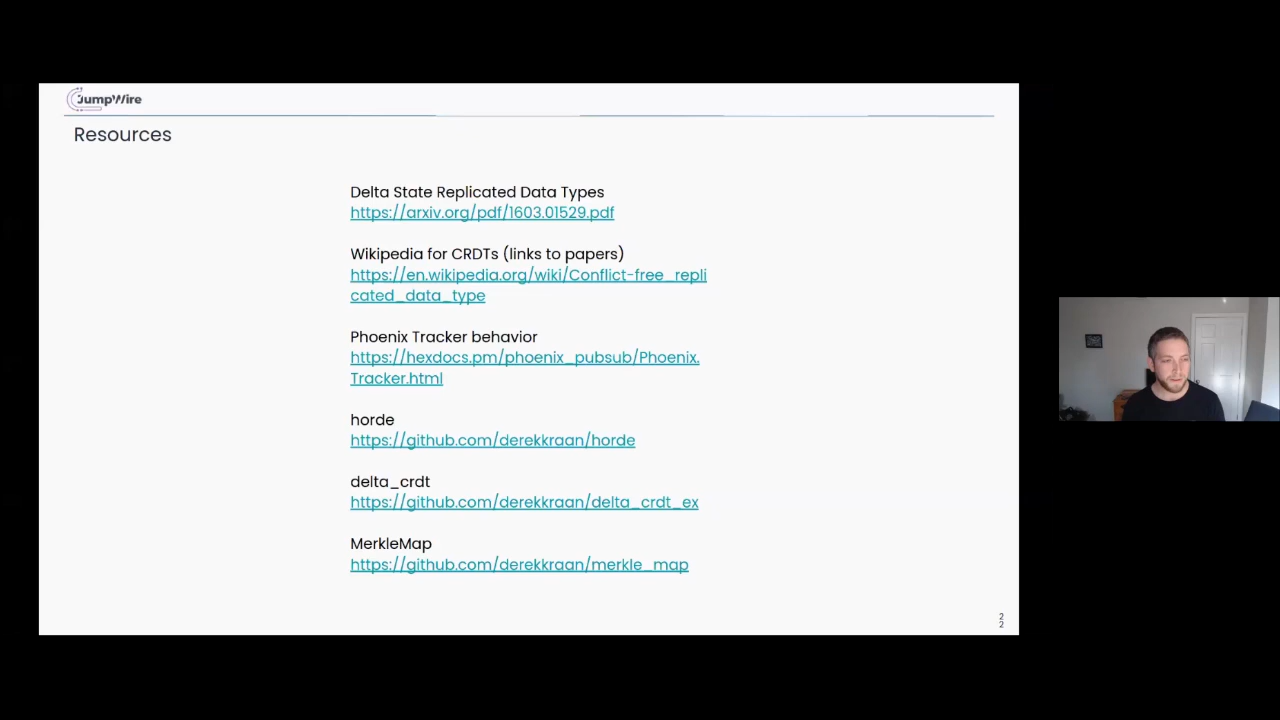 JumpWire
Resources
Delta State Replicated Data Types
https://arxiv.org/pdf/1603.01529.pdf
Wikipedia for CRDTs (links to papers)
https://en.wikipedia.org/wiki/Conflict-free_repli
cated_data_type
Phoenix Tracker behavior
https://hexdocs.pm/phoenix_pubsub/Phoenix.
Tracker.html
horde
https://github.com/derekkraan/horde
delta_crdt
https://github.com/derekkraan/delta_crdt_ex
MerkleMap
https://github.com/derekkraan/merkle_map
2
2